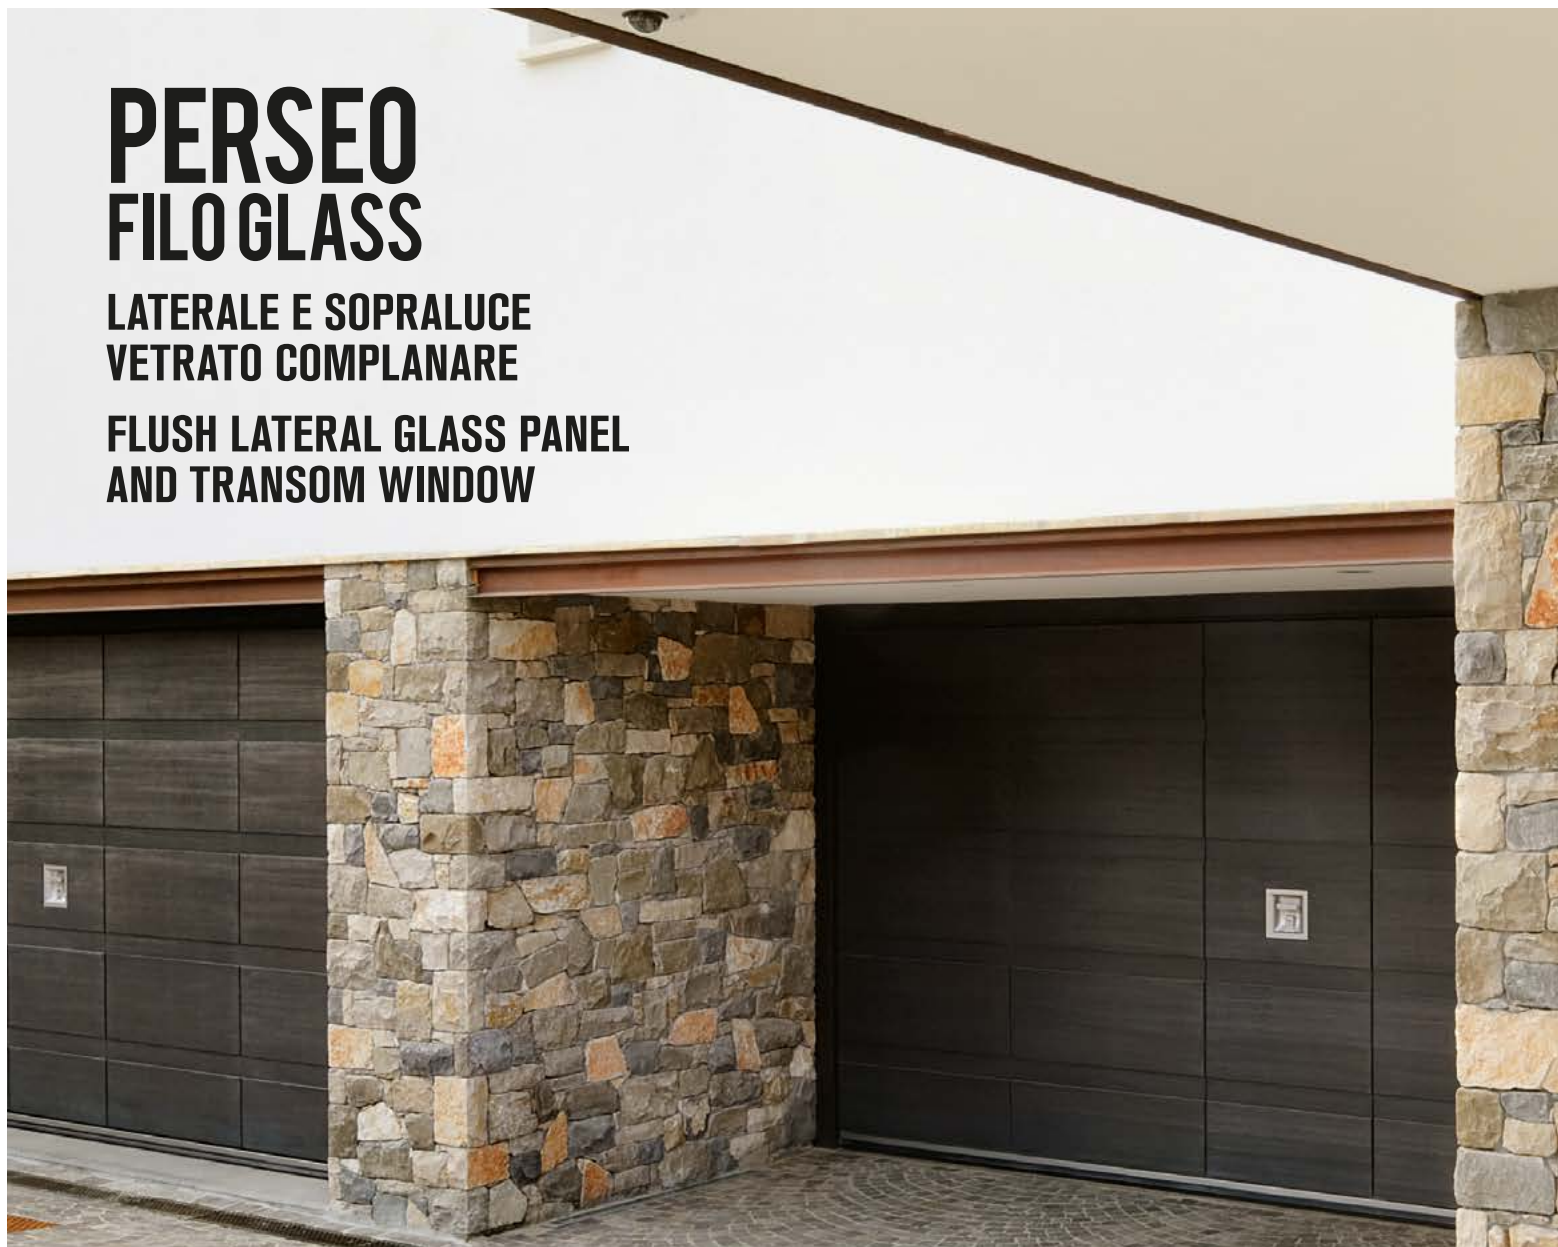 PERSEO
FILO GLASS
LATERALE E SOPRALUCE
VETRATO COMPLANARE
FLUSH LATERAL GLASS PANEL
AND TRANSOM WINDOW